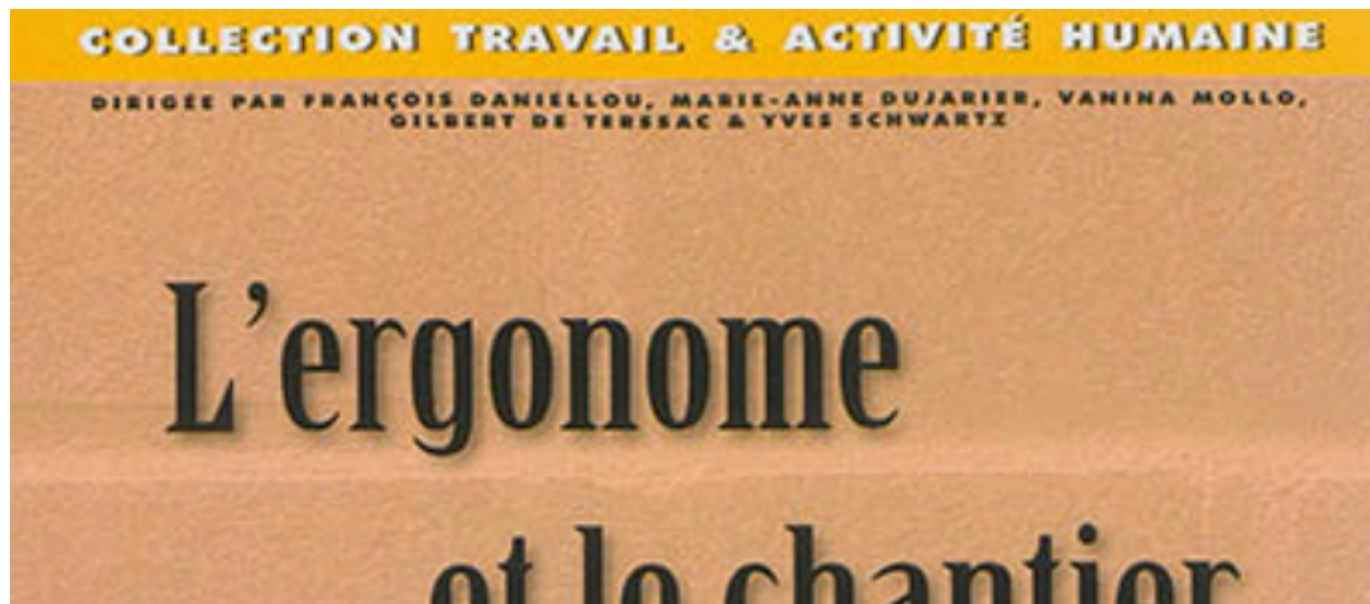 COLLECTION TRAVAIL & ACTIVITÉ HUMAINE
DIRIGÉE PAR FRANÇOIS DANIELLOU, MARIE-ANNE DUJARIER, VANINA MOLLO,
GILBERT DE TERSSAC & YVES SCHWARTZ
L'ergonome
et le chantier